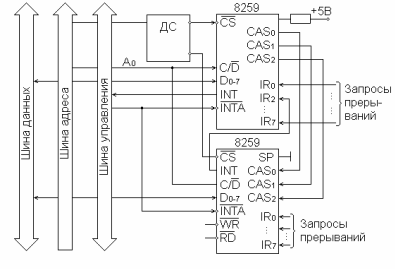 Шина данных
Шина адреса
Шина управления
ДС
A0
8259
CS
C/D
D0-7
INT
INTA
+5В
CAS0
CAS1
CAS2
IR0
IR2
IR7
Запросы
преры-
ваний
8259
CS
INT
C/D
D0-7
INTA
WR
RD
SP
CAS0
CAS1
CAS2
IR0
IR7
Запросы
прерываний